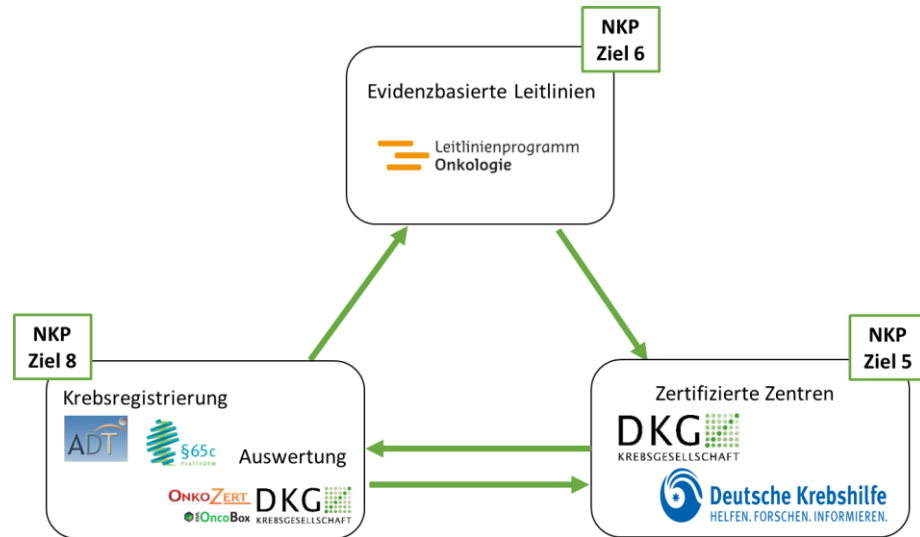 NKP
Ziel 6
Evidenzbasierte Leitlinien
Leitlinienprogramm
Onkologie
NKP
Ziel 8
Krebsregistrierung
ADT
§65c
PLATTFORM
Auswertung
ONKOZERT
OncoBox
DKG
KREBSGESELLSCHAFT
NKP
Ziel 5
Zertifizierte Zentren
DKG
KREBSGESELLSCHAFT
Deutsche Krebshilfe
HELFEN. FORSCHEN. INFORMIEREN.